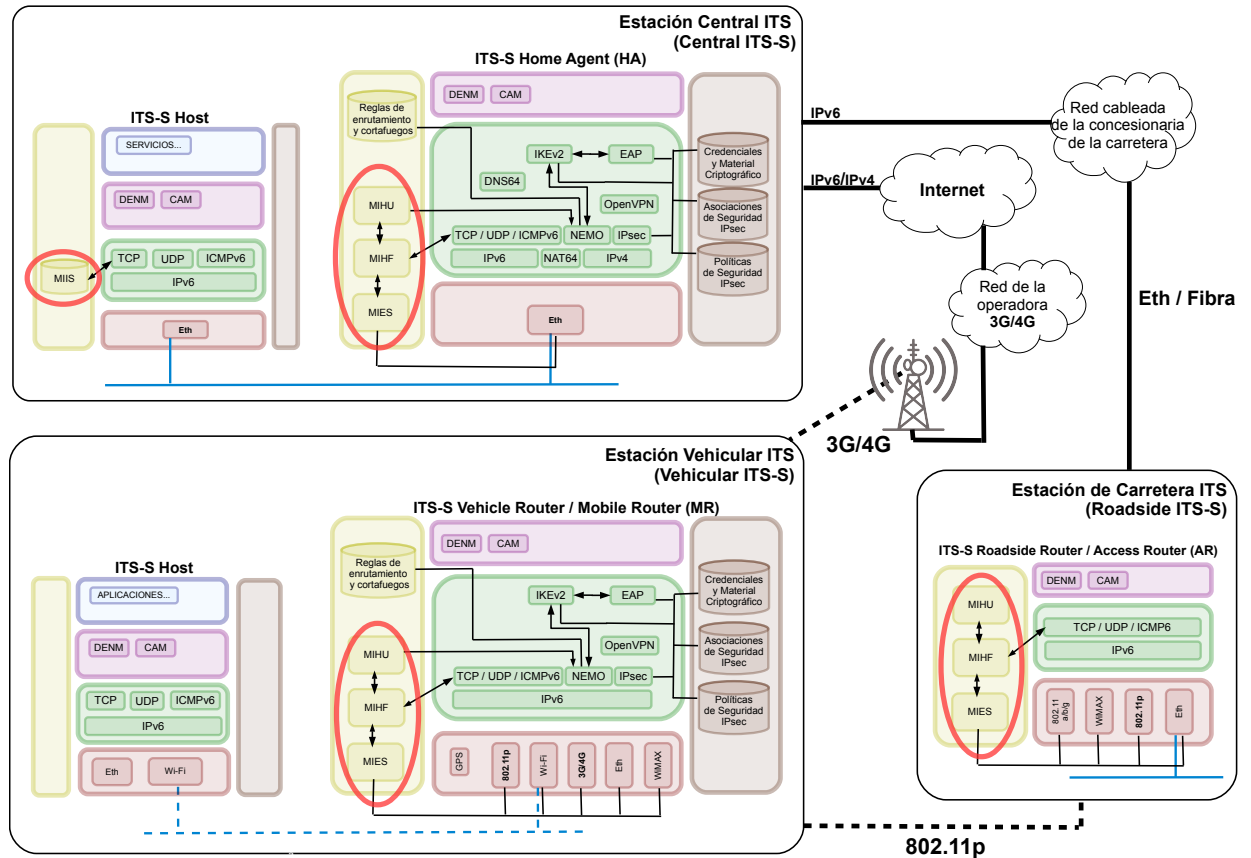 Estación Central ITS
(Central ITS-S)
ITS-S Home Agent (HA)
ITS-S Host
SERVICIOS...
DENM
CAM
MIIS
TCP
UDP
ICMPv6
IPv6
Eth
Reglas de
enrutamiento
y cortafuegos
MIHU
MIHF
MIES
DENM
CAM
IKEv2
EAP
DNS64
OpenVPN
TCP / UDP / ICMPv6
NEMO
IPsec
IPv6
NAT64
IPv4
Eth
Credenciales
y Material
Criptográfico
Asociaciones
de Seguridad
IPsec
Políticas
de Seguridad
IPsec
IPv6
IPv6/IPv4
Red cableada
de la concesionaria
de la carretera
Internet
Red de la
operadora
3G/4G
Eth / Fibra
3G/4G
Estación Vehicular ITS
(Vehicular ITS-S)
ITS-S Vehicle Router / Mobile Router (MR)
ITS-S Host
APLICACIONES...
DENM
CAM
TCP
UDP
ICMPv6
IPv6
Eth
Wi-Fi
Reglas de
enrutamiento
y cortafuegos
MIHU
MIHF
MIES
DENM
CAM
IKEv2
EAP
OpenVPN
TCP / UDP / ICMPv6
NEMO
IPsec
IPv6
GPS
802.11p
Wi-Fi
3G/4G
Eth
WiMAX
Credenciales
y Material
Criptográfico
Asociaciones
de Seguridad
IPsec
Políticas
de Seguridad
IPsec
Estación de Carretera ITS
(Roadside ITS-S)
ITS-S Roadside Router / Access Router (AR)
MIHU
MIHF
MIES
DENM
CAM
TCP / UDP / ICMP6
IPv6
802.11
a/b/g
WiMAX
802.11p
Eth
802.11p